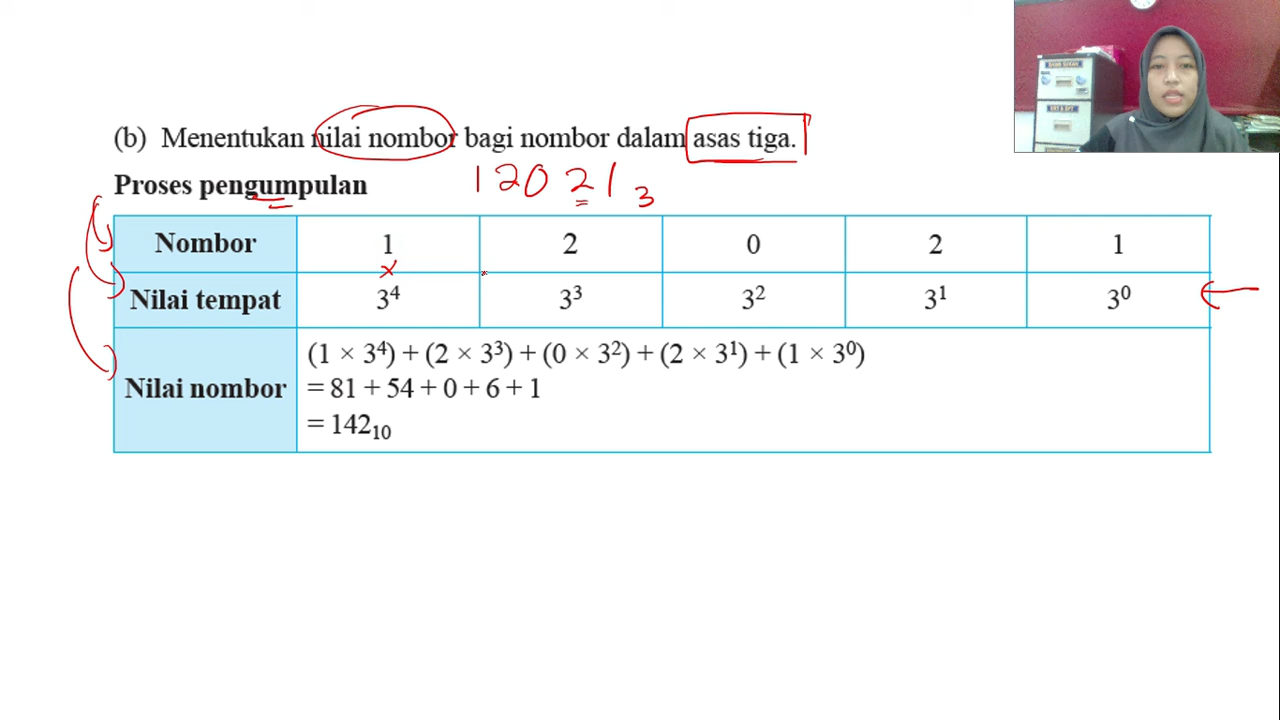 (b) Menentukan nilai nombor bagi nombor dalam asas tiga.
Proses pengumpulan
12021₃
Nombor 1 2 0 2 1
×
Nilai tempat 3⁴ 3³ 3² 3¹ 3⁰
Nilai nombor
(1 × 3⁴) + (2 × 3³) + (0 × 3²) + (2 × 3¹) + (1 × 3⁰)
= 81 + 54 + 0 + 6 + 1
= 142₁₀